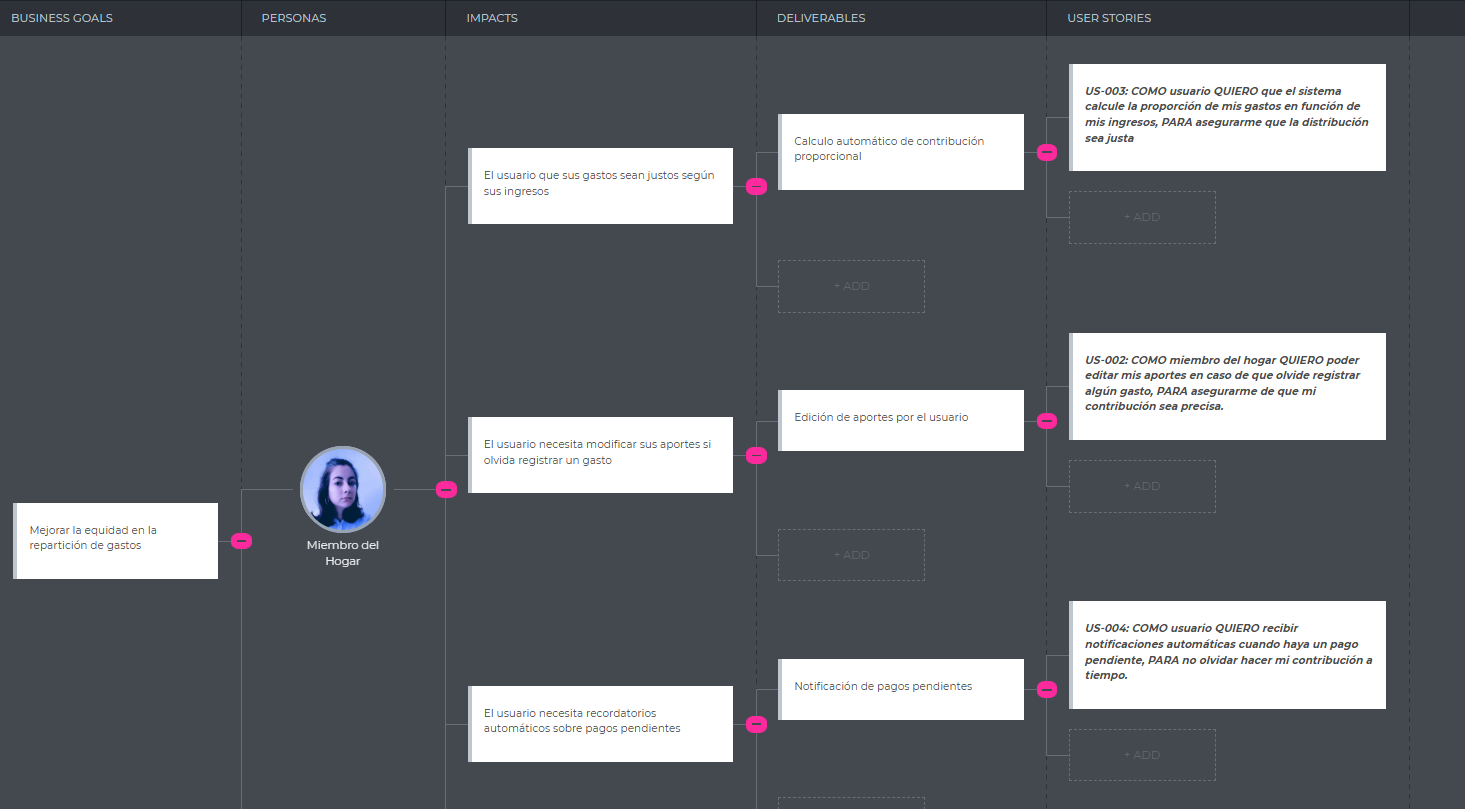 BUSINESS GOALS
PERSONAS
IMPACTS
DELIVERABLES
USER STORIES
Mejorar la equidad en la
repartición de gastos
Miembro del
Hogar
El usuario que sus gastos sean justos según
sus ingresos
Calculo automático de contribución
proporcional
US-003: COMO usuario QUIERO que el sistema
calcule la proporción de mis gastos en función de
mis ingresos, PARA asegurarme que la distribución
sea justa
+ ADD
+ ADD
El usuario necesita modificar sus aportes si
olvida registrar un gasto
Edición de aportes por el usuario
US-002: COMO miembro del hogar QUIERO poder
editar mis aportes en caso de que olvide registrar
algún gasto, PARA asegurarme de que mi
contribución sea precisa.
+ ADD
+ ADD
El usuario necesita recordatorios
automáticos sobre pagos pendientes
Notificación de pagos pendientes
US-004: COMO usuario QUIERO recibir
notificaciones automáticas cuando haya un pago
pendiente, PARA no olvidar hacer mi contribución a
tiempo.
+ ADD